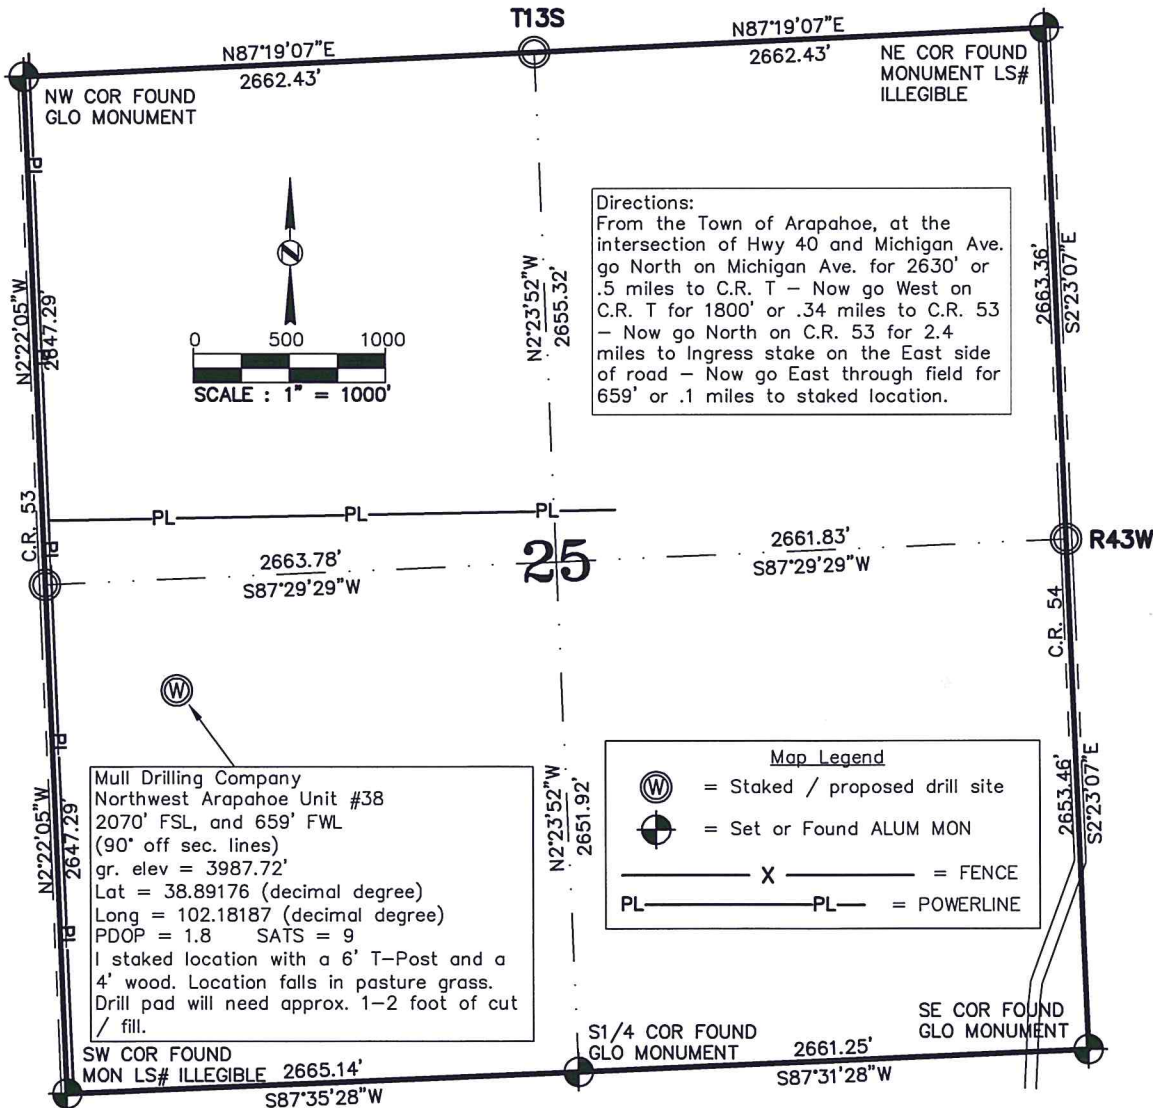 T13S
N87°19'07"E
2662.43'
N87°19'07"E
2662.43'
NW COR FOUND
GLO MONUMENT
NE COR FOUND
MONUMENT LS#
ILLEGIBLE
PL
N2°22'05"W
2647.29'
PL
C.R. 53
PL
N
0 500 1000
SCALE : 1" = 1000'
N2°23'52"W
2655.32'
Directions:
From the Town of Arapahoe, at the
intersection of Hwy 40 and Michigan Ave.
go North on Michigan Ave. for 2630' or
.5 miles to C.R. T – Now go West on
C.R. T for 1800' or .34 miles to C.R. 53
– Now go North on C.R. 53 for 2.4
miles to Ingress stake on the East side
of road – Now go East through field for
659' or .1 miles to staked location.
2663.36'
S2°23'07"E
PL PL PL
2663.78'
S87°29'29"W
25
2661.83'
S87°29'29"W
R43W
C.R. 54
W
PL
N2°22'05"W
2647.29'
PL
Mull Drilling Company
Northwest Arapahoe Unit #38
2070' FSL, and 659' FWL
(90° off sec. lines)
gr. elev = 3987.72'
Lat = 38.89176 (decimal degree)
Long = 102.18187 (decimal degree)
PDOP = 1.8 SATS = 9
I staked location with a 6' T–Post and a
4' wood. Location falls in pasture grass.
Drill pad will need approx. 1–2 foot of cut
/ fill.
N2°23'52"W
2651.92'
Map Legend
W = Staked / proposed drill site
= Set or Found ALUM MON
X = FENCE
PL PL = POWERLINE
2653.46'
S2°23'07"E
SW COR FOUND
MON LS# ILLEGIBLE
2665.14'
S87°35'28"W
S1/4 COR FOUND
GLO MONUMENT
2661.25'
S87°31'28"W
SE COR FOUND
GLO MONUMENT